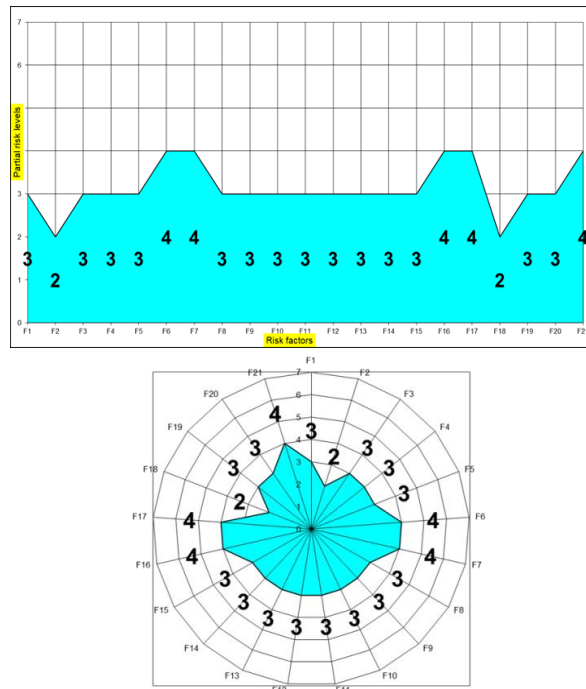 7
6
Partial risk levels
3
2
1
0
3 2 3 3 3 4 4 3 3 3 3 3 3 3 3 4 4 2 3 3 4
F1 F2 F3 F4 F5 F6 F7 F8 F9 F10 F11 F12 F13 F14 F15 F16 F17 F18 F19 F20
Risk factors
F1
F21 7 F2
F20 6 F3
5
4 3
F19 4 F4
3 3 2 3
3
F18 3 3 F5
2
2 1 3
F17 4 0 4 F6
F16 4 4 F7
F15 3 3 F8
F14 3 3 F9
3 3
F13 3 3 F10